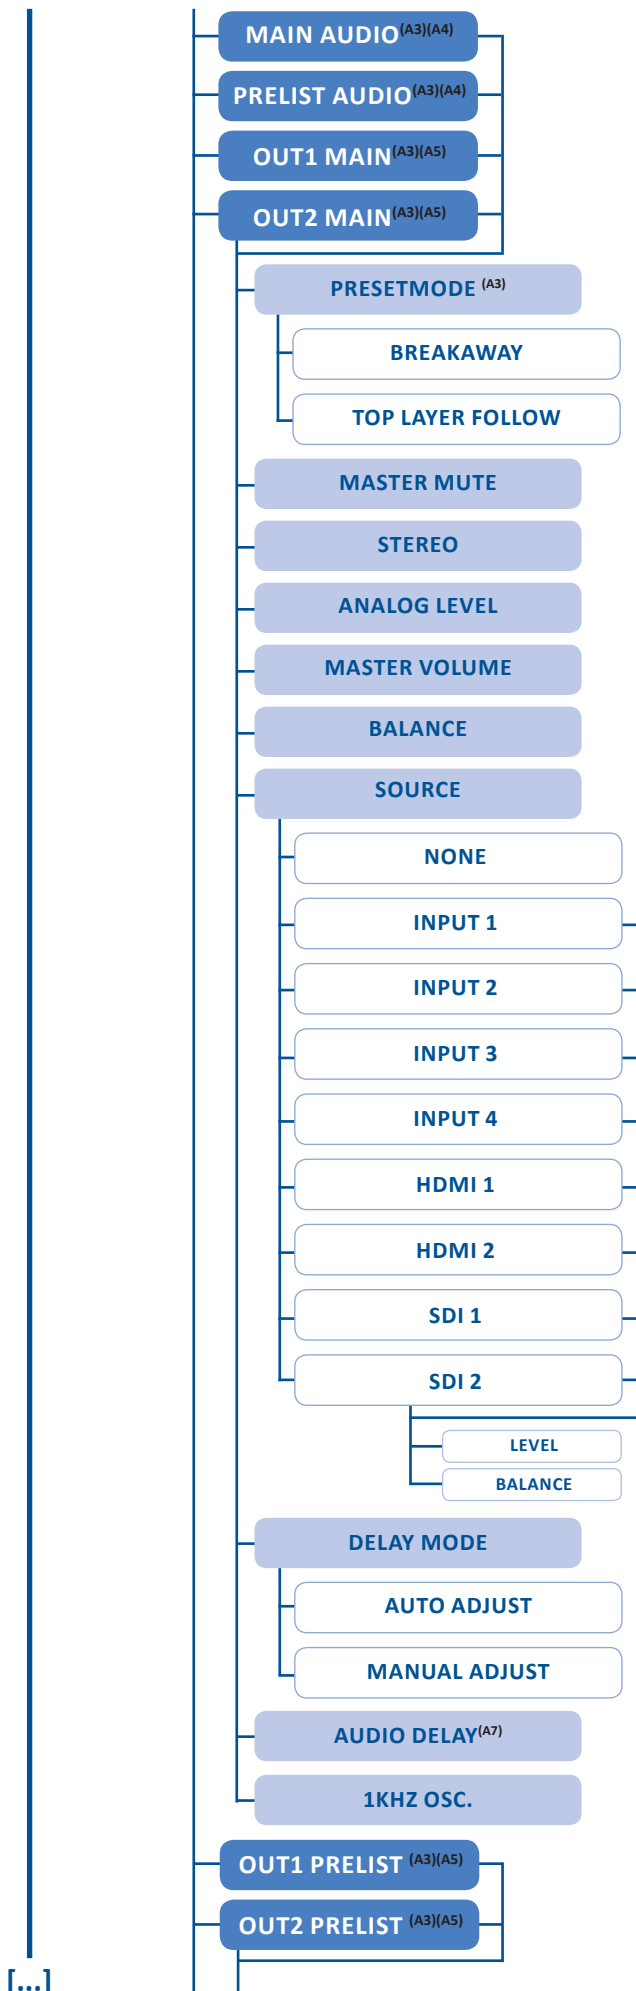 MAIN AUDIO(A3)(A4)
PRELIST AUDIO(A3)(A4)
OUT1 MAIN(A3)(A5)
OUT2 MAIN(A3)(A5)
PRESETMODE (A3)
BREAKAWAY
TOP LAYER FOLLOW
MASTER MUTE
STEREO
ANALOG LEVEL
MASTER VOLUME
BALANCE
SOURCE
NONE
INPUT 1
INPUT 2
INPUT 3
INPUT 4
HDMI 1
HDMI 2
SDI 1
SDI 2
LEVEL
BALANCE
DELAY MODE
AUTO ADJUST
MANUAL ADJUST
AUDIO DELAY(A7)
1KHZ OSC.
OUT1 PRELIST (A3)(A5)
OUT2 PRELIST (A3)(A5)
[...]